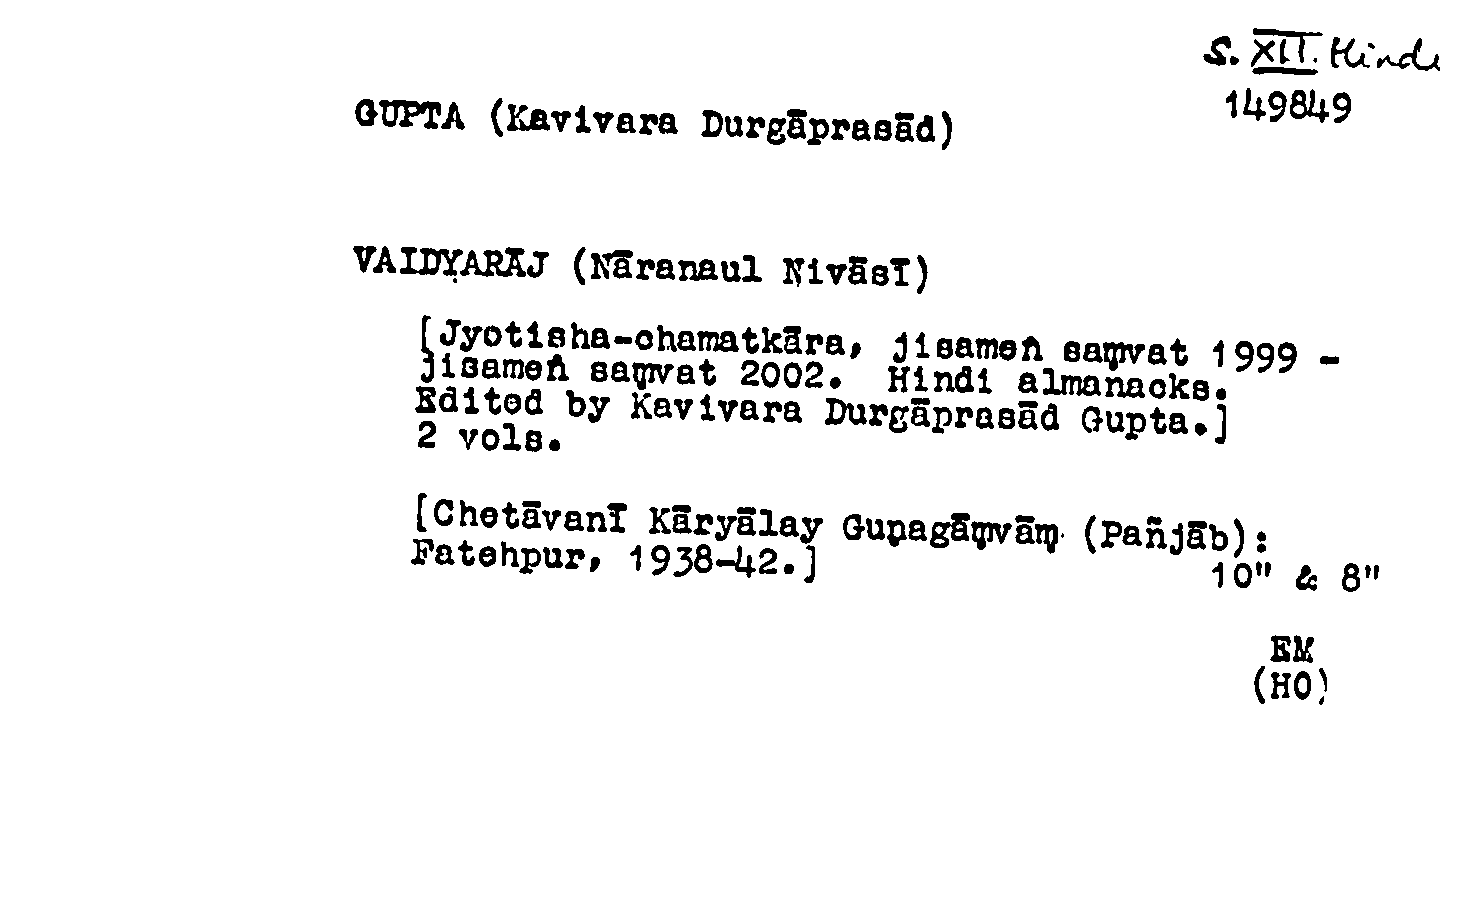 S. XII. Hindi
149849
GUPTA (Kavivara Durgāprasād)
VAIDYARĀJ (Nāranaul Nivāsī)
[Jyotisha-chamatkāra, jisameṅ saṃvat 1999 -
jisameṅ saṃvat 2002. Hindi almanacks.
Edited by Kavivara Durgāprasād Gupta.]
2 vols.
[Chetāvanī Kāryālay Guṇagāṃvāṃ (Pañjāb):
Fatehpur, 1938-42.]
10" & 8"
EM
(HO)